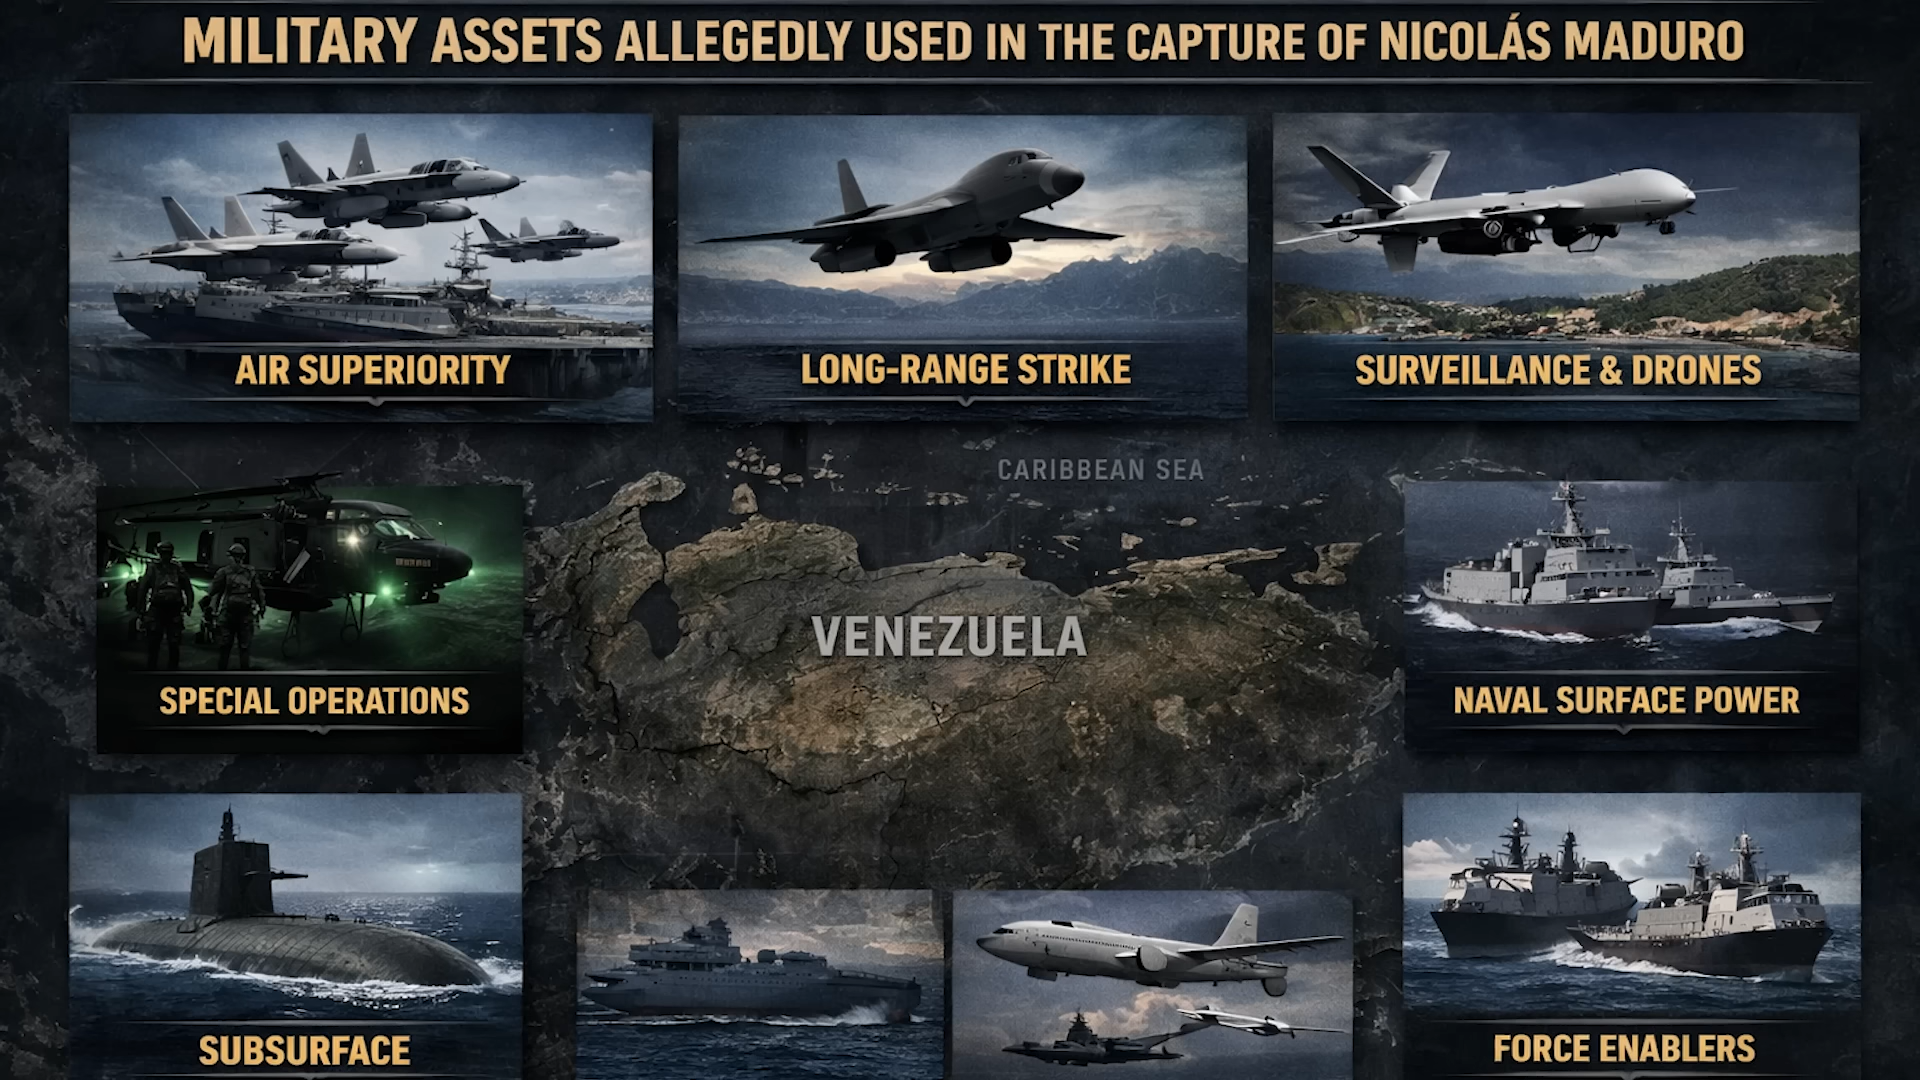 MILITARY ASSETS ALLEGEDLY USED IN THE CAPTURE OF NICOLÁS MADURO
AIR SUPERIORITY
LONG-RANGE STRIKE
SURVEILLANCE & DRONES
CARIBBEAN SEA
VENEZUELA
SPECIAL OPERATIONS
NAVAL SURFACE POWER
SUBSURFACE
FORCE ENABLERS